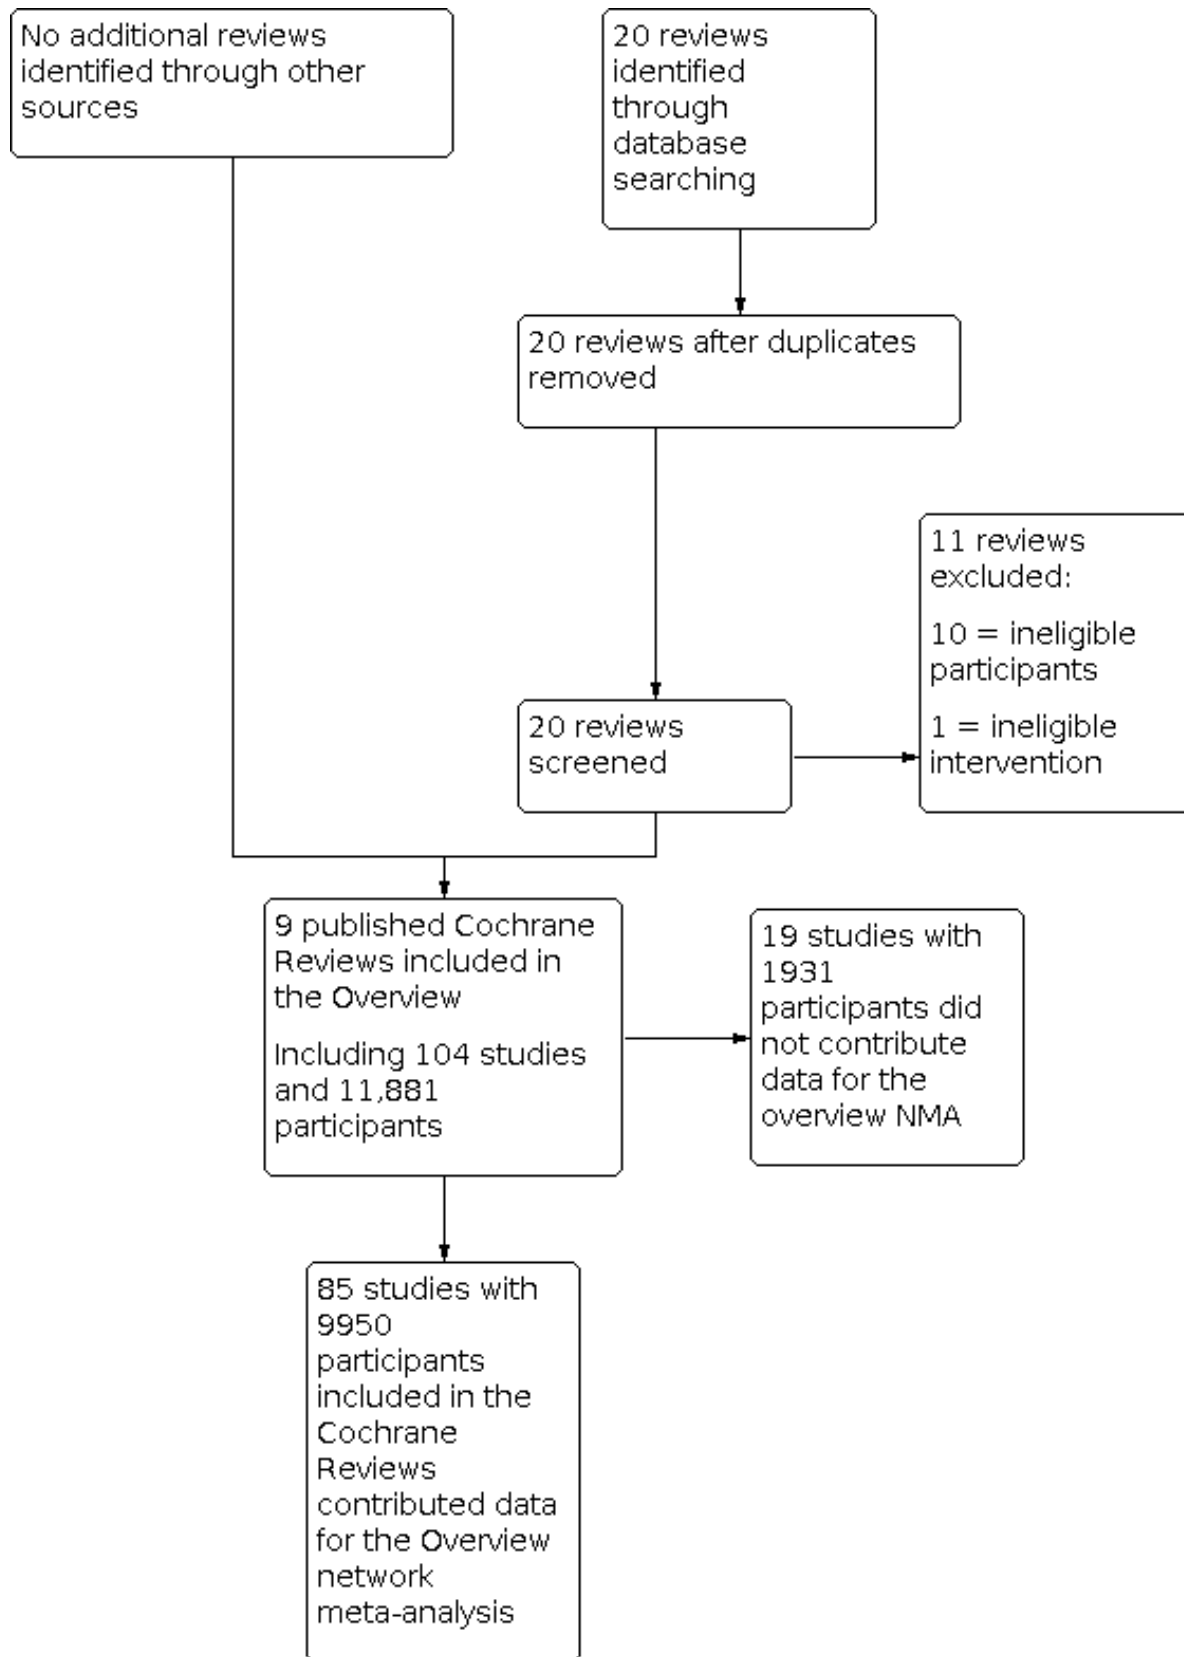 No additional reviews
identified through other
sources
20 reviews
identified
through
database
searching
20 reviews after duplicates
removed
11 reviews
excluded:
10 = ineligible
participants
1 = ineligible
intervention
20 reviews
screened
9 published Cochrane
Reviews included in
the Overview
Including 104 studies
and 11,881
participants
19 studies with
1931
participants did
not contribute
data for the
overview NMA
85 studies with
9950
participants
included in the
Cochrane
Reviews
contributed data
for the Overview
network
meta-analysis